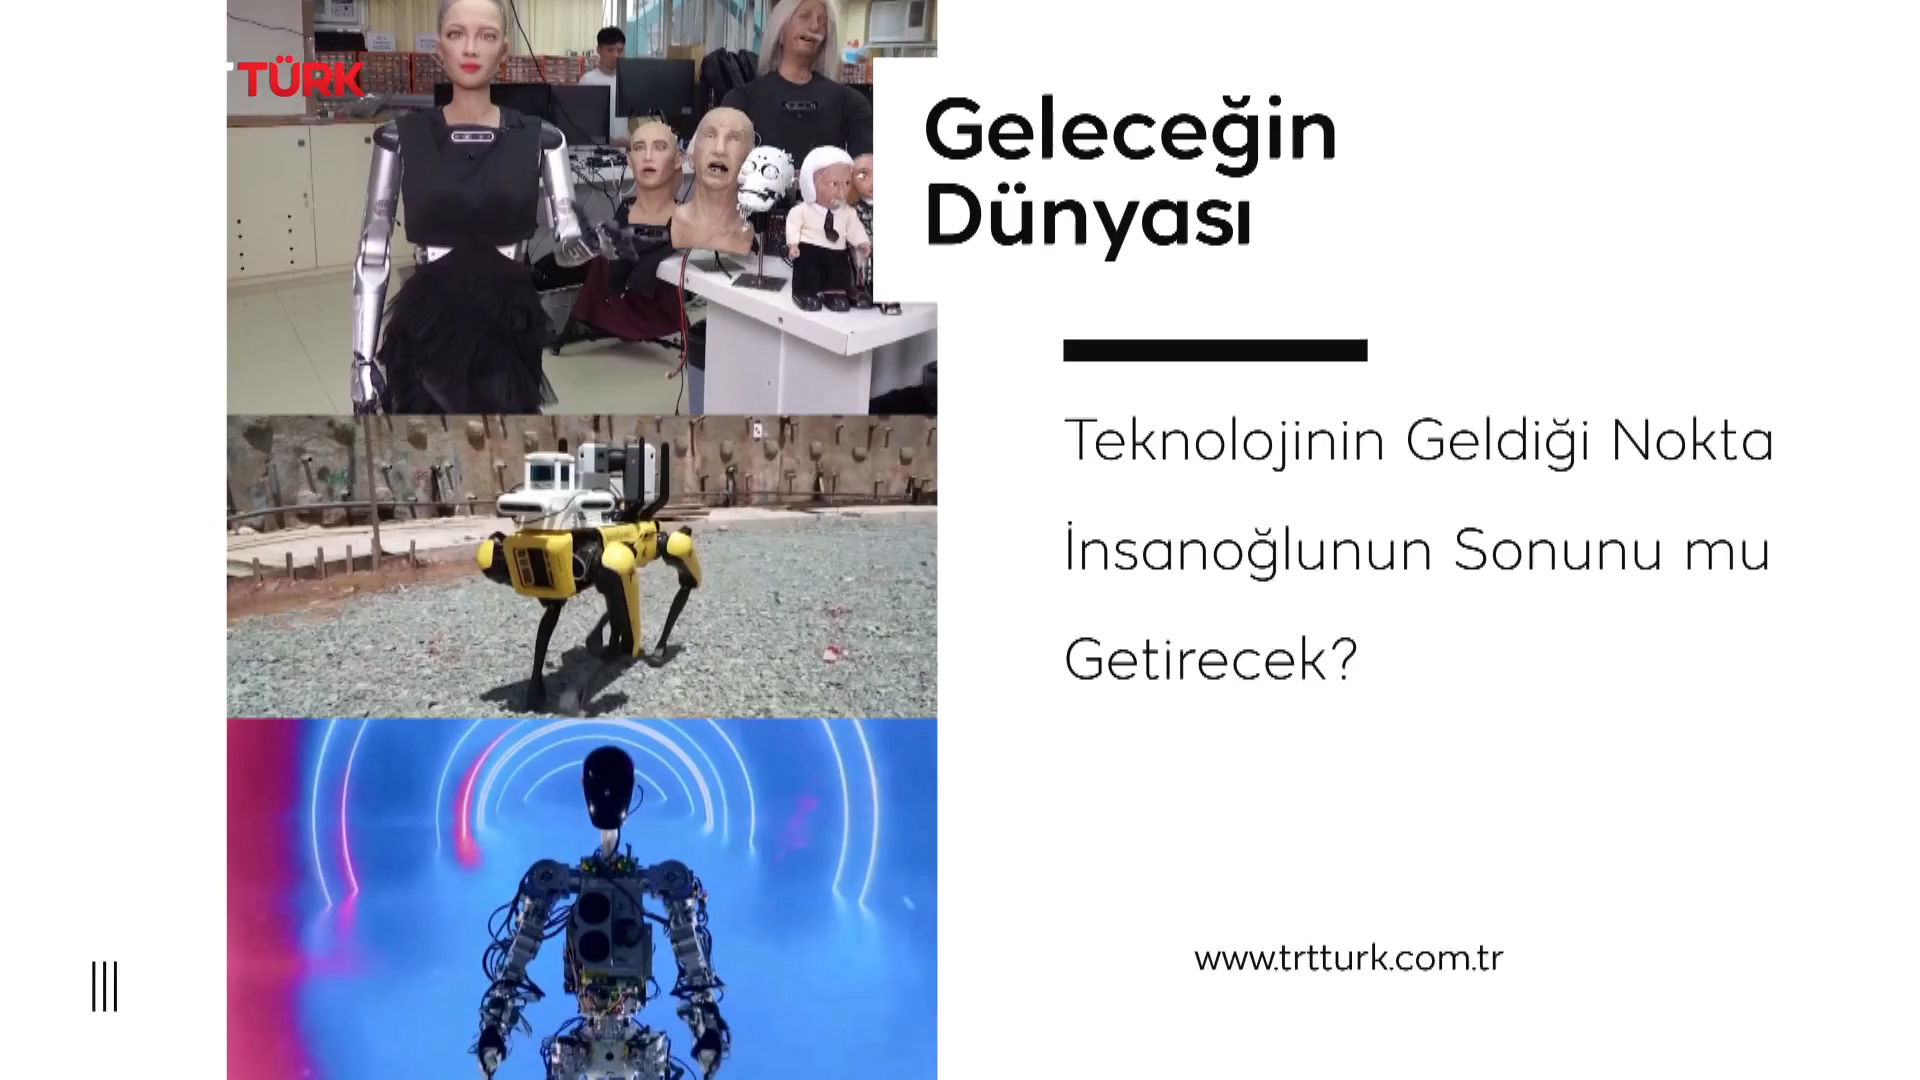 TÜRK
Geleceğin
Dünyası
Teknolojinin Geldiği Nokta
İnsanoğlunun Sonunu mu
Getirecek?
www.trtturk.com.tr